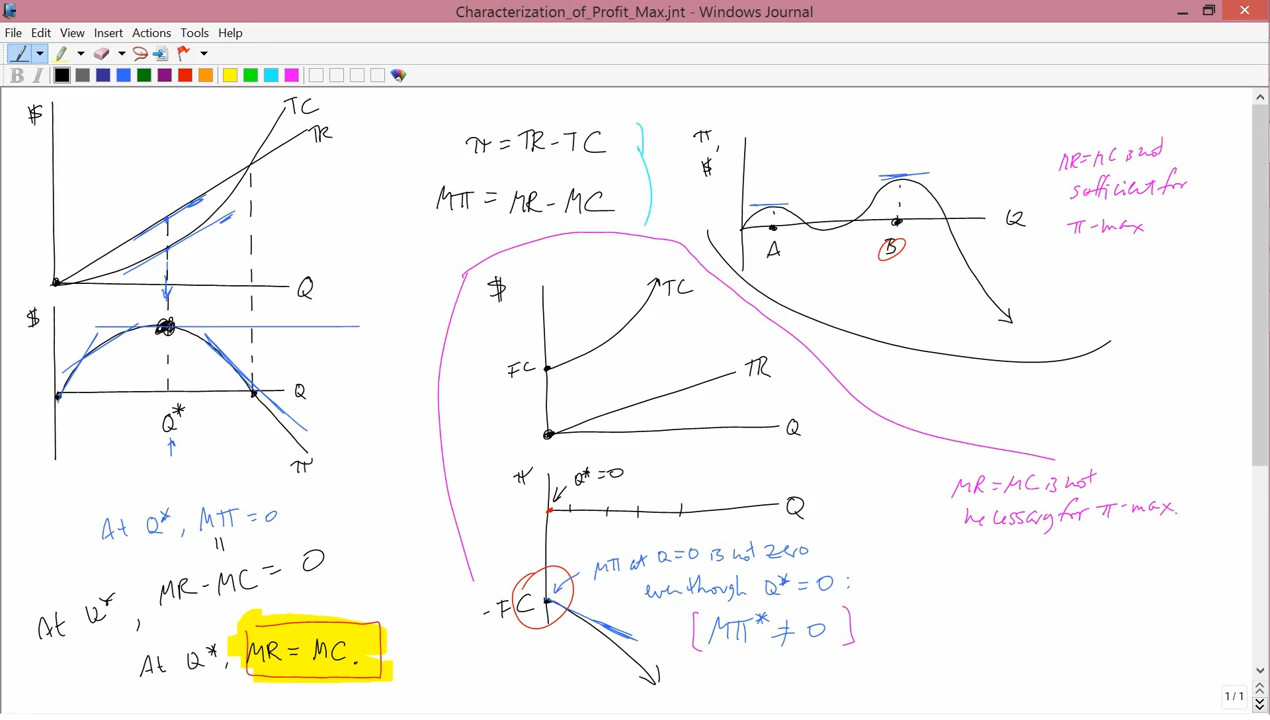 Characterization_of_Profit_Max.jnt - Windows Journal
File Edit View Insert Actions Tools Help
B I
$
TC
TR
Q
$
Q
Q*
π
At Q*, Mπ = 0
||
At Q*, MR - MC = 0
At Q*, MR = MC.
π = TR - TC
Mπ = MR - MC
π,
$
Q
A
B
MR=MC is not
sufficient for
π-max
$
TC
FC
TR
Q
π
Q* = 0
Q
-FC
Mπ at Q=0 is not zero
even though Q* = 0 :
[Mπ* ≠ 0]
MR = MC is not
necessary for π-max.
1 / 1